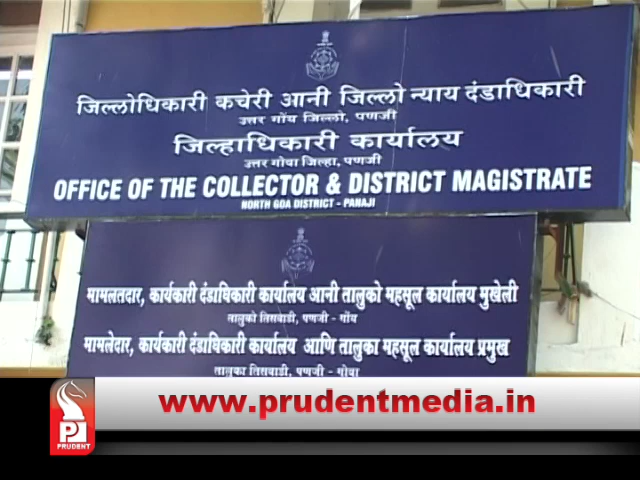 जिल्लोधिकारी कचेरी आनी जिल्लो न्याय दंडाधिकारी
उत्तर गोंय जिल्लो, पणजी
जिल्हाधिकारी कार्यालय
उत्तर गोवा जिल्हा, पणजी
OFFICE OF THE COLLECTOR & DISTRICT MAGISTRATE
NORTH GOA DISTRICT - PANAJI
मामलतदार, कार्यकारी दंडाधिकारी कार्यालय आनी तालुको महसूल कार्यालय मुखेली
तालुको तिसवाडी, पणजी - गोंय
मामलेदार, कार्यकारी दंडाधिकारी कार्यालय आणि तालुका महसूल कार्यालय प्रमुख
तालुका तिसवाडी, पणजी - गोवा
www.prudentmedia.in
PRUDENT